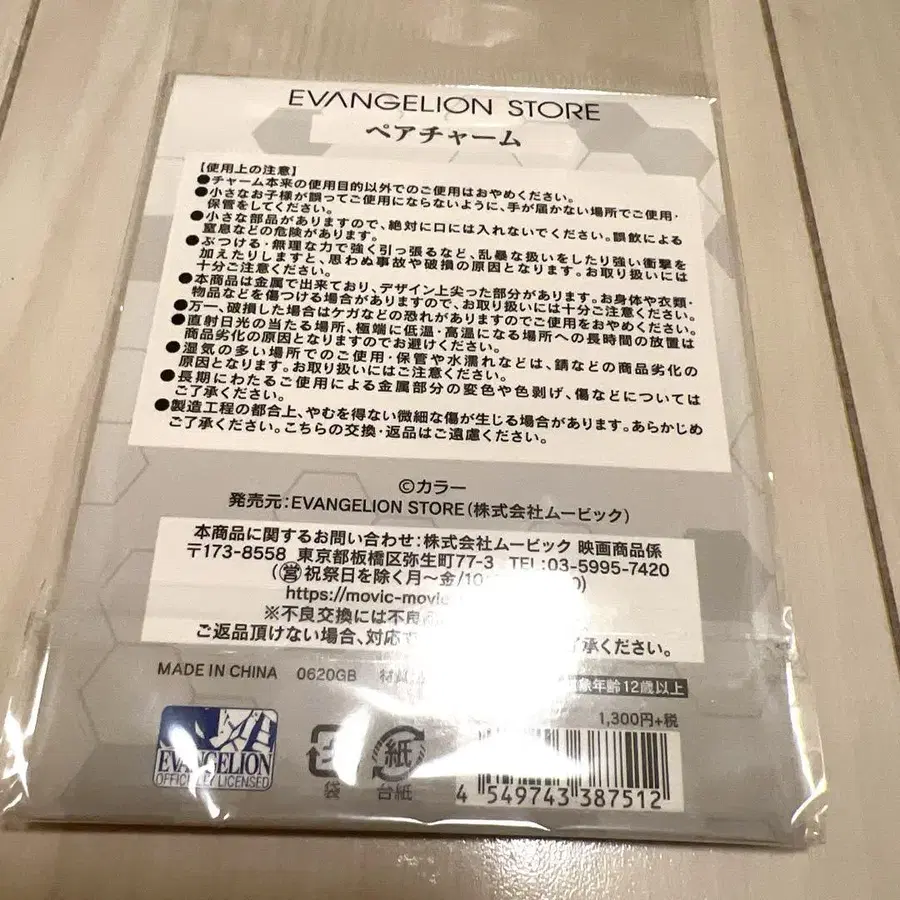 EVANGELION STORE
ペアチャーム
【使用上の注意】
●チャーム本来の使用目的以外でのご使用はおやめください。
●小さなお子様が誤ってご使用にならないように、手が届かない場所でご使用・
保管をしてください。
●小さな部品がありますので、絶対に口には入れないでください。誤飲による
窒息などの危険があります。
●ぶつける・無理な力で強く引っ張るなど、乱暴な扱いをしたり強い衝撃を
加えたりしますと、思わぬ事故や破損の原因となります。お取り扱いには
十分ご注意ください。
●本商品は金属で出来ており、デザイン上尖った部分があります。お身体や衣類・
物品などを傷つける場合がありますので、お取り扱いには十分ご注意ください。
●万一、破損した場合はケガなどの恐れがありますのでご使用をおやめください。
●直射日光の当たる場所、極端に低温・高温になる場所への長時間の放置は
商品劣化の原因となりますのでお避けください。
●湿気の多い場所でのご使用・保管や水濡れなどは、錆などの商品劣化の
原因となります。お取り扱いにはご注意ください。
●長期にわたるご使用による金属部分の変色や色剥げ、傷などについては
ご了承ください。
●製造工程の都合上、やむを得ない微細な傷が生じる場合があります。あらかじめ
ご了承ください。こちらの交換・返品はご遠慮ください。
©カラー
発売元:EVANGELION STORE(株式会社ムービック)
本商品に関するお問い合わせ:株式会社ムービック 映画商品係
〒173-8558 東京都板橋区弥生町77-3 TEL:03-5995-7420
(営祝祭日を除く月～金/10
https://movic-movie
※不良交換には不良
ご返品頂けない場合、対応で 了承ください。
MADE IN CHINA 0620GB 材質
対象年齢12歳以上
1,300円+税
EVANGELION
OFFICIALLY LICENSED
袋
紙
台紙
4 549743 387512